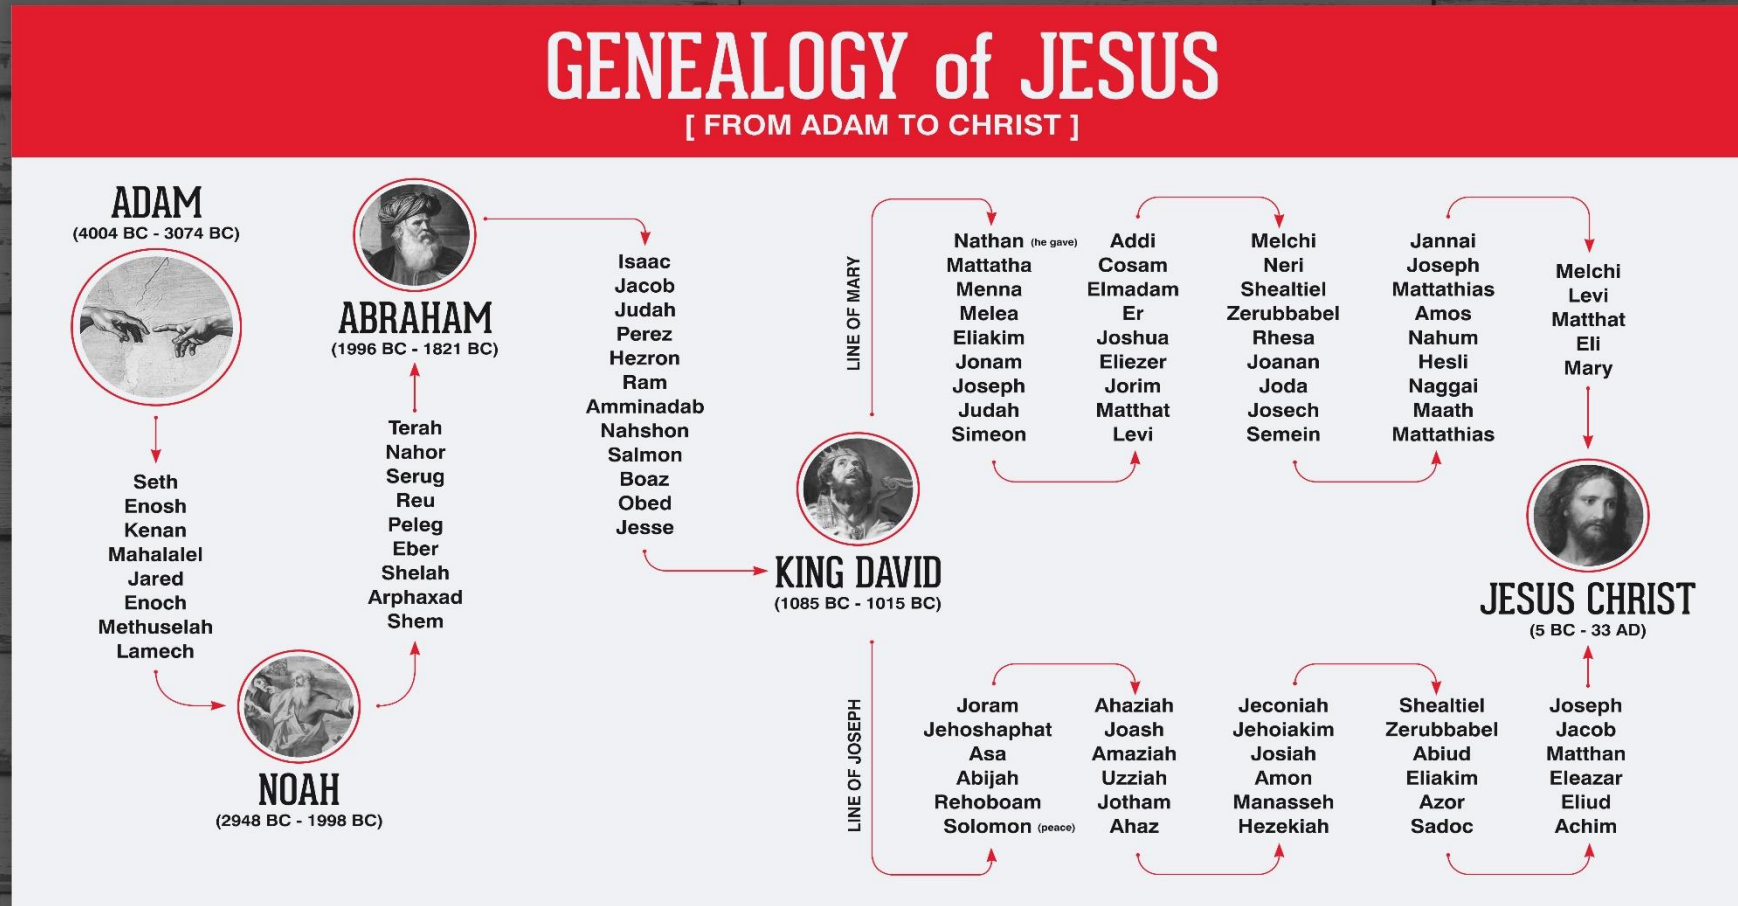 GENEALOGY of JESUS
[ FROM ADAM TO CHRIST ]
ADAM
(4004 BC - 3074 BC)
Seth
Enosh
Kenan
Mahalalel
Jared
Enoch
Methuselah
Lamech
NOAH
(2948 BC - 1998 BC)
ABRAHAM
(1996 BC - 1821 BC)
Terah
Nahor
Serug
Reu
Peleg
Eber
Shelah
Arphaxad
Shem
Isaac
Jacob
Judah
Perez
Hezron
Ram
Amminadab
Nahshon
Salmon
Boaz
Obed
Jesse
KING DAVID
(1085 BC - 1015 BC)
LINE OF MARY
Nathan (he gave)
Mattatha
Menna
Melea
Eliakim
Jonam
Joseph
Judah
Simeon
Addi
Cosam
Elmadam
Er
Joshua
Eliezer
Jorim
Matthat
Levi
Melchi
Neri
Shealtiel
Zerubbabel
Rhesa
Joanan
Joda
Josech
Semein
Jannai
Joseph
Mattathias
Amos
Nahum
Hesli
Naggai
Maath
Mattathias
Melchi
Levi
Matthat
Eli
Mary
LINE OF JOSEPH
Joram
Jehoshaphat
Asa
Abijah
Rehoboam
Solomon (peace)
Ahaziah
Joash
Amaziah
Uzziah
Jotham
Ahaz
Jeconiah
Jehoiakim
Josiah
Amon
Manasseh
Hezekiah
Shealtiel
Zerubbabel
Abiud
Eliakim
Azor
Sadoc
Joseph
Jacob
Matthan
Eleazar
Eliud
Achim
JESUS CHRIST
(5 BC - 33 AD)